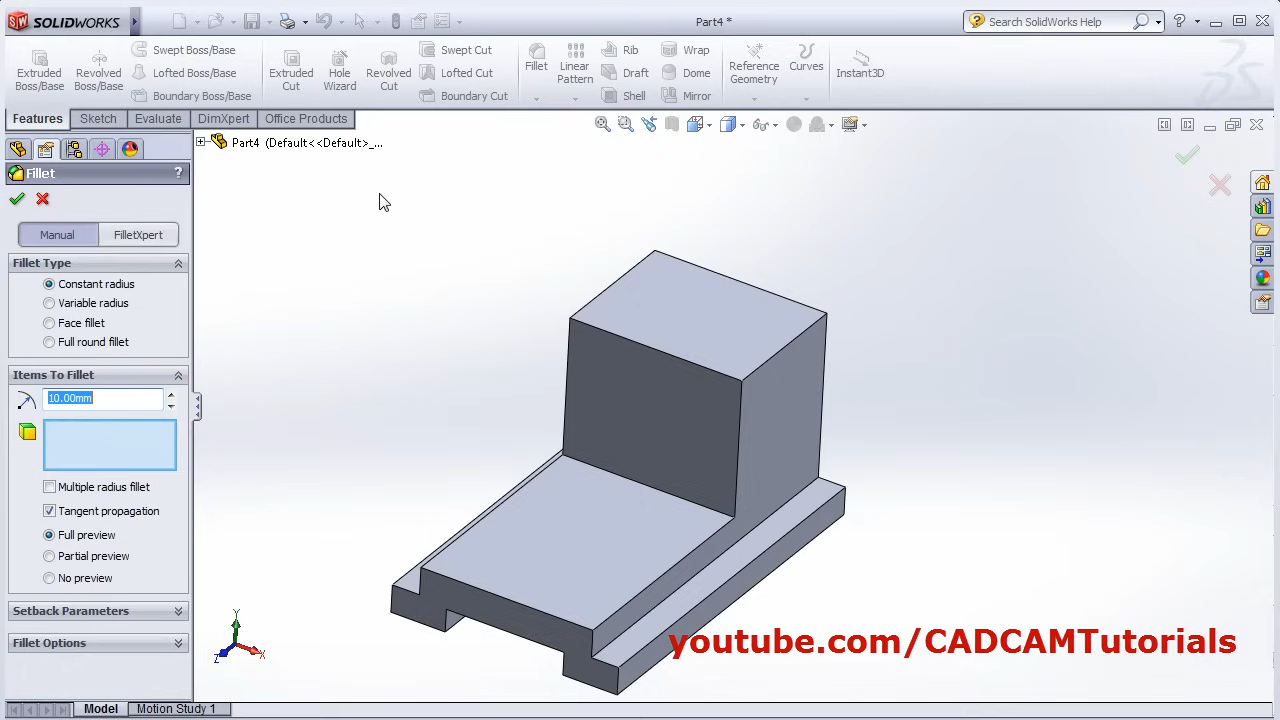 SOLIDWORKS
Part4 *
Search SolidWorks Help
Extruded Boss/Base
Revolved Boss/Base
Swept Boss/Base
Lofted Boss/Base
Boundary Boss/Base
Extruded Cut
Hole Wizard
Revolved Cut
Swept Cut
Lofted Cut
Boundary Cut
Fillet
Linear Pattern
Rib
Draft
Shell
Wrap
Dome
Mirror
Reference Geometry
Curves
Instant3D
Features
Sketch
Evaluate
DimXpert
Office Products
Part4 (Default<<Default>_...
Fillet
?
Manual
FilletXpert
Fillet Type
Constant radius
Variable radius
Face fillet
Full round fillet
Items To Fillet
10.00mm
Multiple radius fillet
Tangent propagation
Full preview
Partial preview
No preview
Setback Parameters
Fillet Options
Y
Z
X
youtube.com/CADCAMTutorials
Model
Motion Study 1